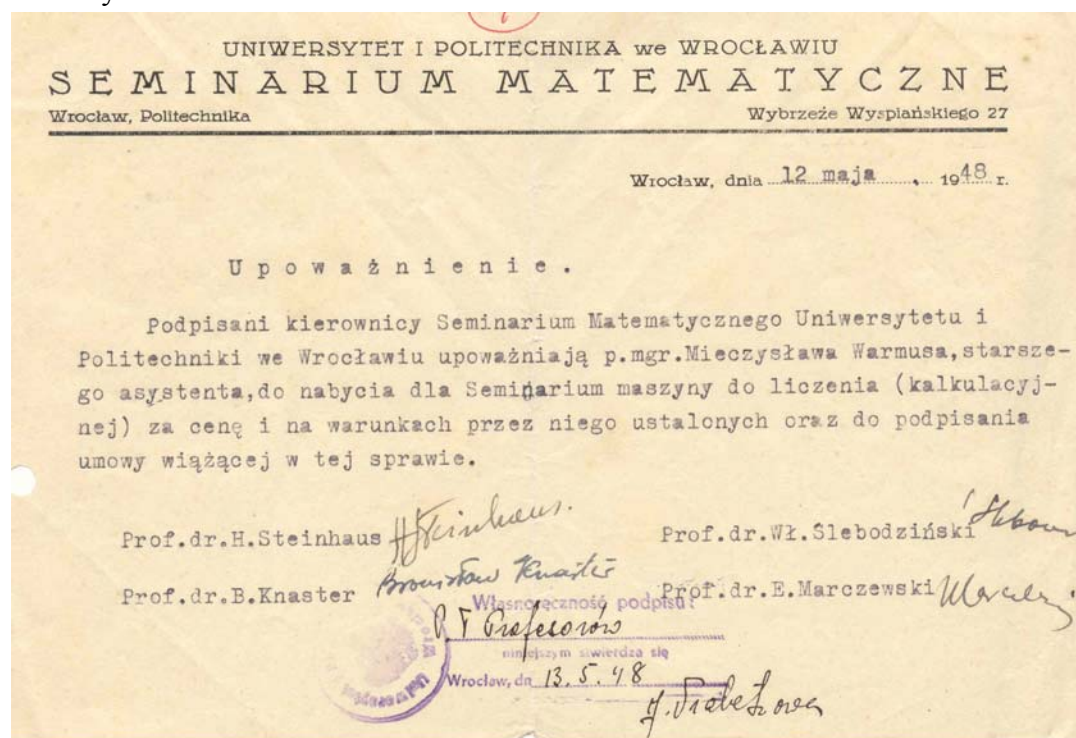 UNIWERSYTET I POLITECHNIKA we WROCŁAWIU
SEMINARIUM MATEMATYCZNE
Wrocław, Politechnika Wybrzeże Wyspiańskiego 27
Wrocław, dnia 12 maja 1948 r.
Upoważnienie.
Podpisani kierownicy Seminarium Matematycznego Uniwersytetu i
Politechniki we Wrocławiu upoważniają p.mgr.Mieczysława Warmusa,starsze-
go asystenta,do nabycia dla Seminarium maszyny do liczenia (kalkulacyj-
nej) za cenę i na warunkach przez niego ustalonych oraz do podpisania
umowy wiążącej w tej sprawie.
Prof.dr.H.Steinhaus HSteinhaus. Prof.dr.Wł.Ślebodziński
Prof.dr.B.Knaster Bronisław Knaster Prof.dr.E.Marczewski
Własnoręczność podpisu
Profesorów
niniejszym stwierdza się
Wrocław, dn 13.5.48